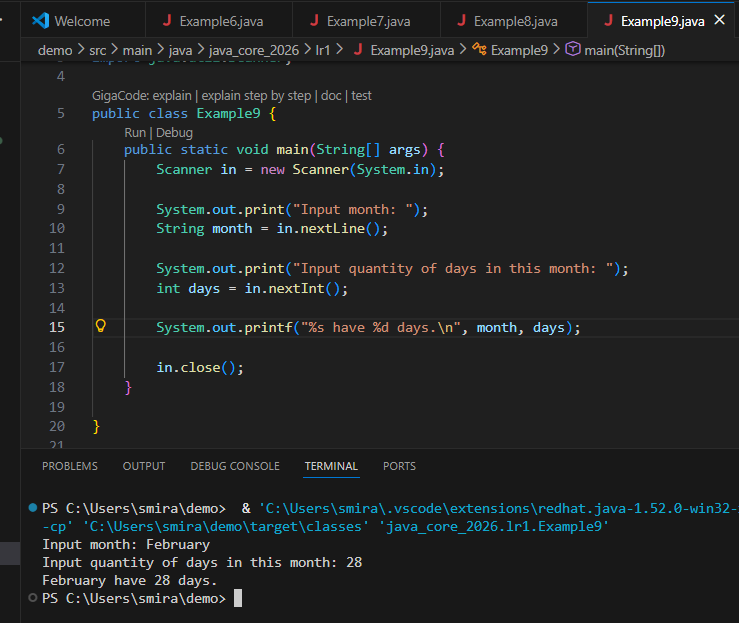 Welcome J Example6.java J Example7.java J Example8.java J Example9.java ×
demo > src > main > java > java_core_2026 > lr1 > J Example9.java > Example9 > main(String[])
4
GigaCode: explain | explain step by step | doc | test
5 public class Example9 {
Run | Debug
6 public static void main(String[] args) {
7 Scanner in = new Scanner(System.in);
8
9 System.out.print("Input month: ");
10 String month = in.nextLine();
11
12 System.out.print("Input quantity of days in this month: ");
13 int days = in.nextInt();
14
15 System.out.printf("%s have %d days.\n", month, days);
16
17 in.close();
18 }
19
20 }
21
PROBLEMS OUTPUT DEBUG CONSOLE TERMINAL PORTS
PS C:\Users\smira\demo> & 'C:\Users\smira\.vscode\extensions\redhat.java-1.52.0-win32-
-cp' 'C:\Users\smira\demo\target\classes' 'java_core_2026.lr1.Example9'
Input month: February
Input quantity of days in this month: 28
February have 28 days.
PS C:\Users\smira\demo>